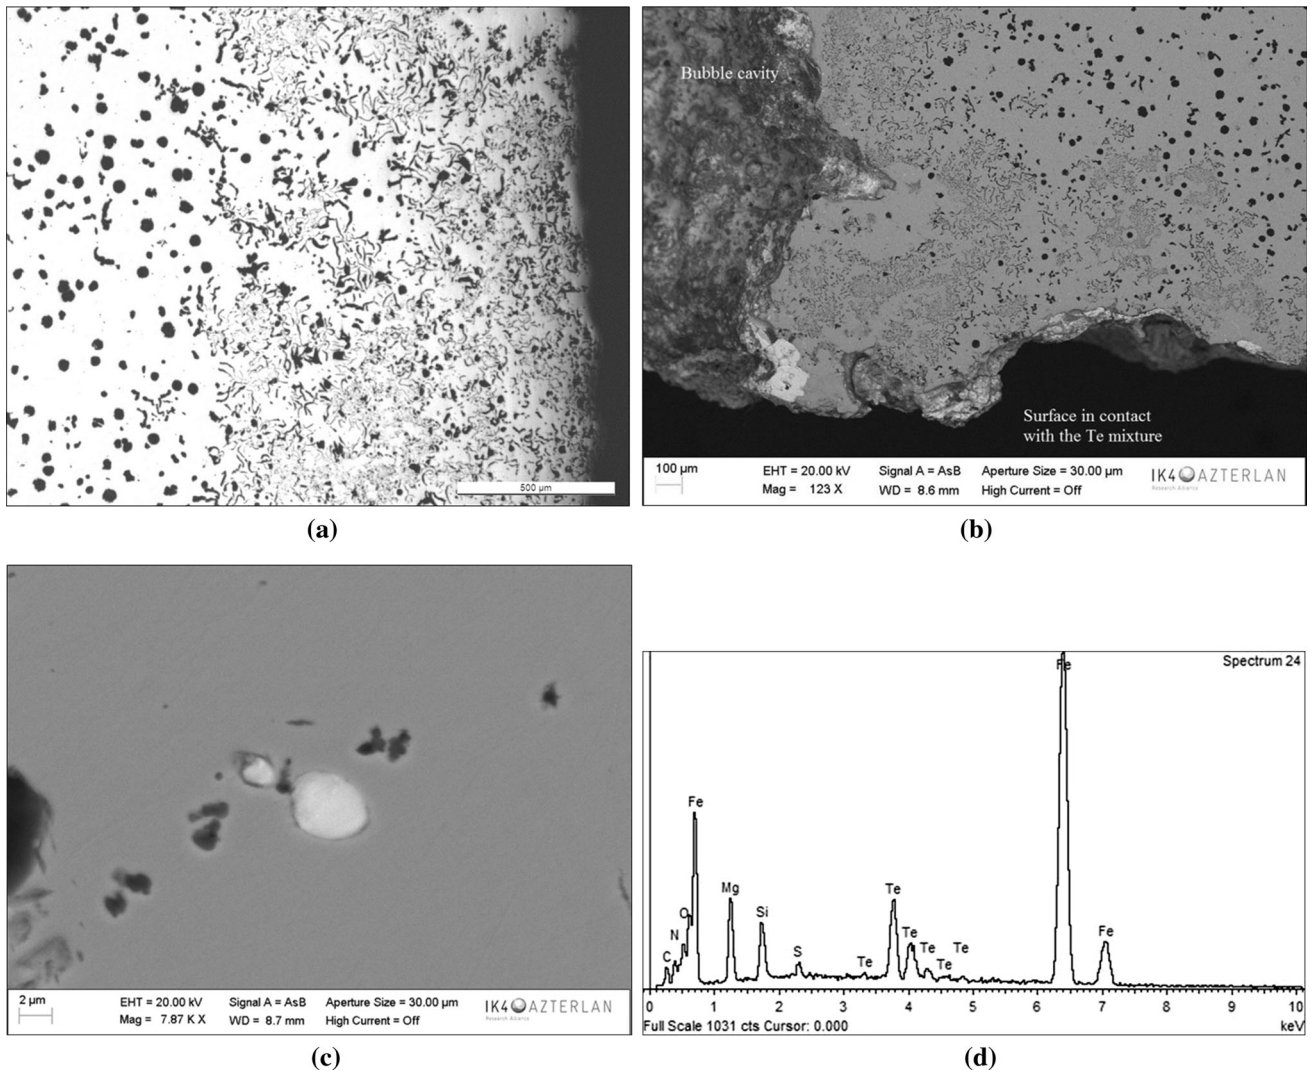 500 µm
(a)
Bubble cavity
Surface in contact
with the Te mixture
100 µm
EHT = 20.00 kV Signal A = AsB Aperture Size = 30.00 µm
Mag = 123 X WD = 8.6 mm High Current = Off
IK4 AZTERLAN
Research Alliance
(b)
2 µm
EHT = 20.00 kV Signal A = AsB Aperture Size = 30.00 µm
Mag = 7.87 K X WD = 8.7 mm High Current = Off
IK4 AZTERLAN
Research Alliance
(c)
Spectrum 24
Fe
Fe
Mg
Te
Si
O
N
C
S
Te
Te
Te
Te
Te
Fe
0 1 2 3 4 5 6 7 8 9 10
Full Scale 1031 cts Cursor: 0.000
keV
(d)